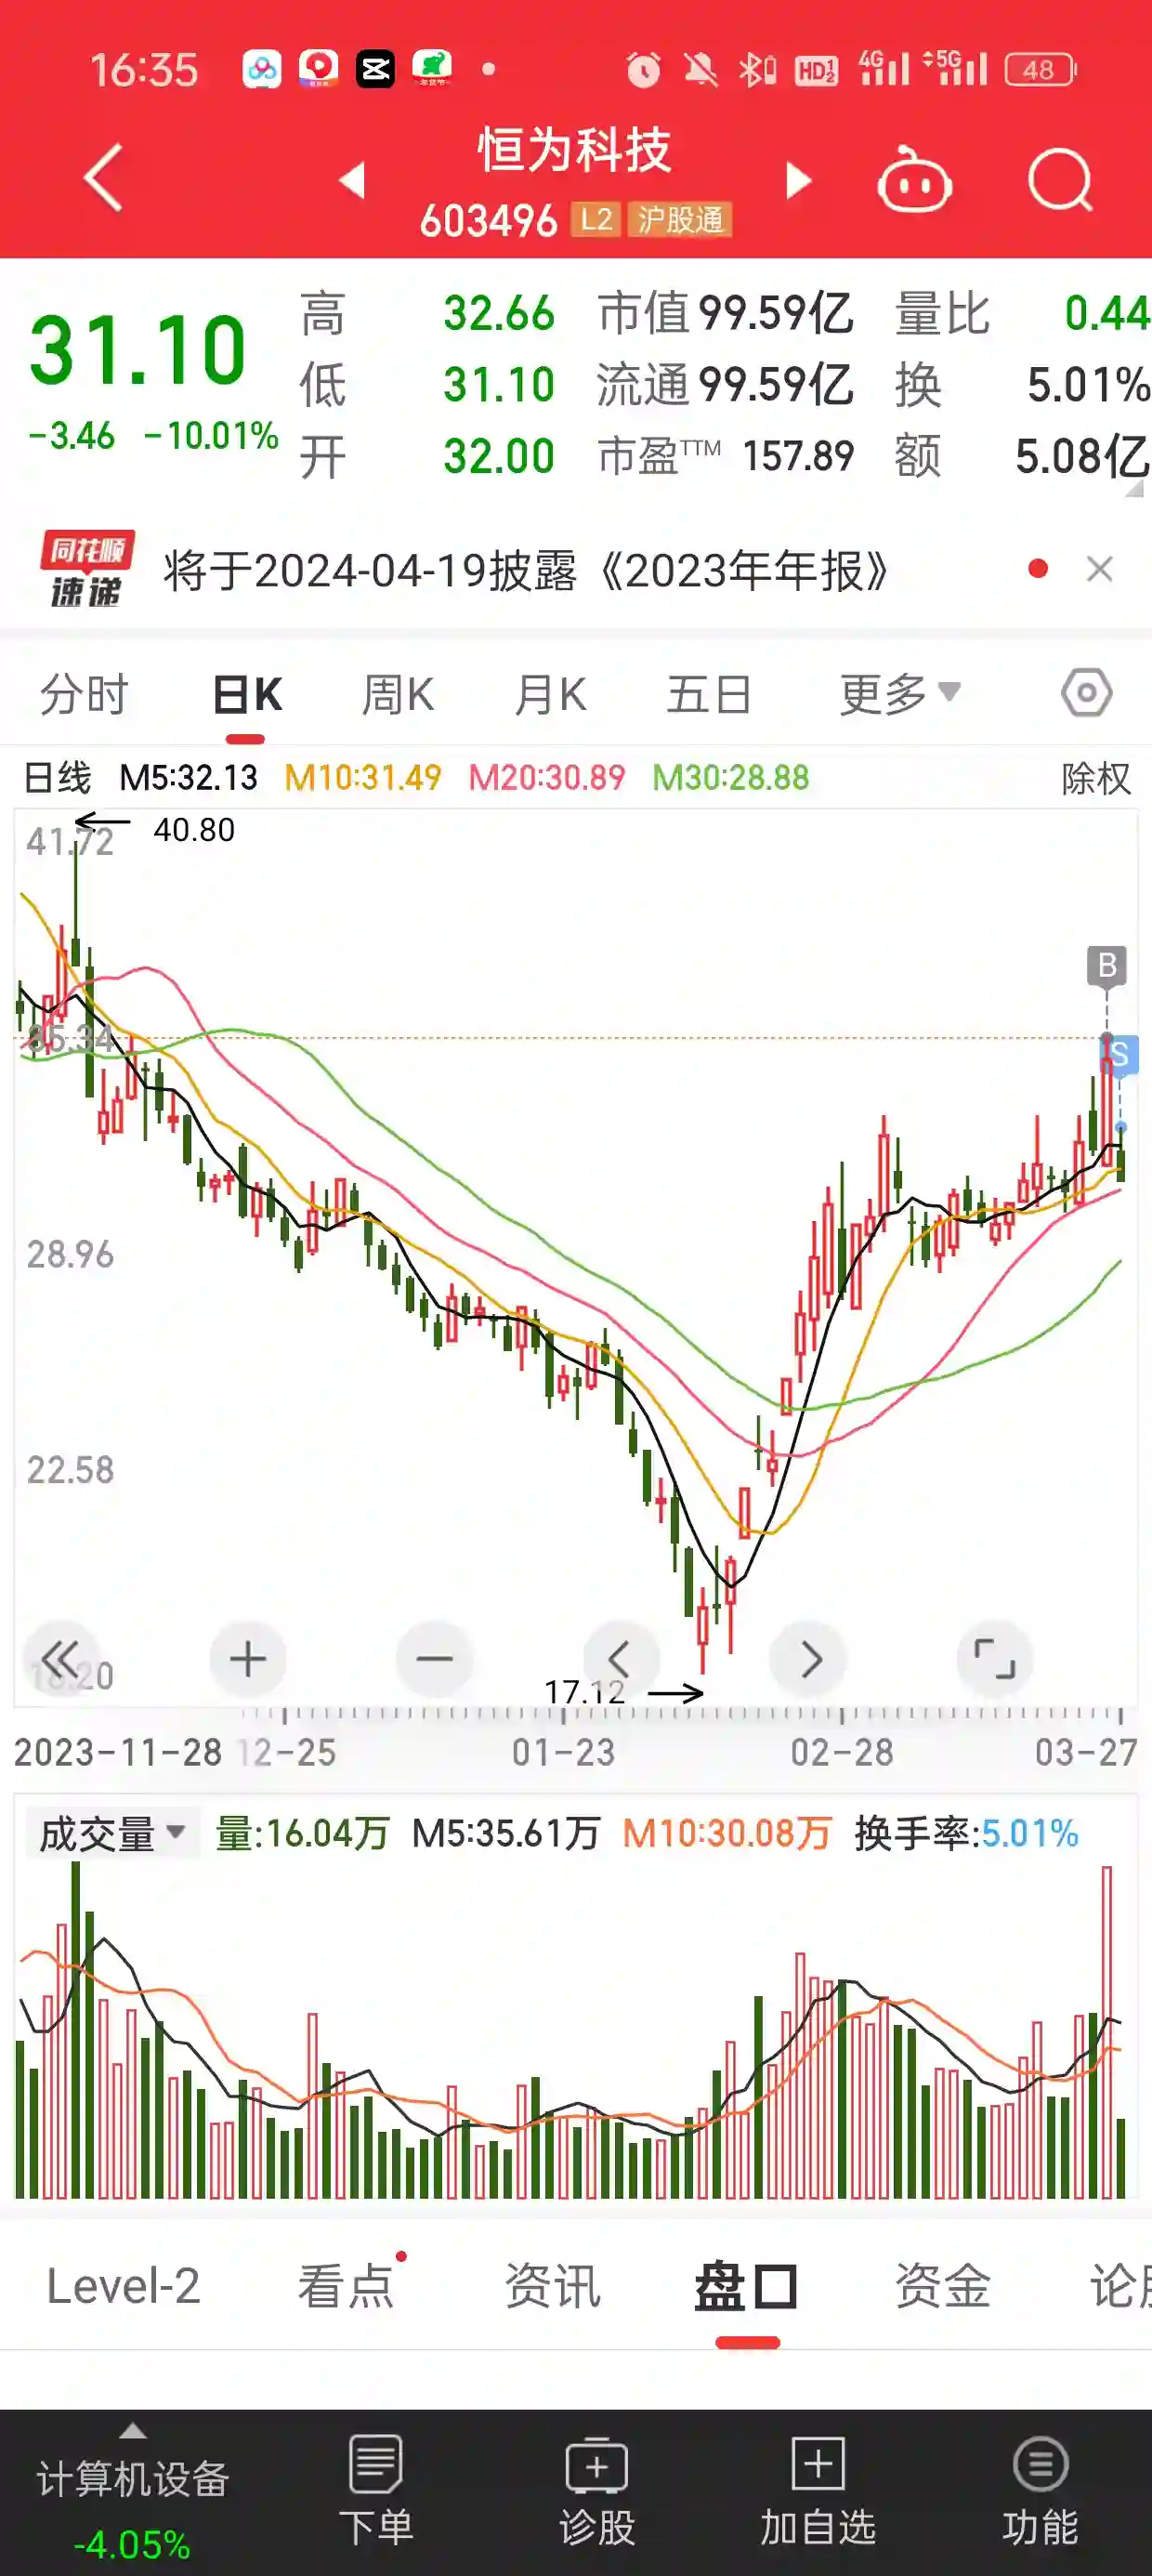 16:35 HD 1 2 4G 5G 48
恒为科技
603496 L2 沪股通
31.10
-3.46 -10.01%
高 32.66 市值 99.59亿 量比 0.44
低 31.10 流通 99.59亿 换 5.01%
开 32.00 市盈TTM 157.89 额 5.08亿
同花顺
速递
将于2024-04-19披露《2023年年报》
分时 日K 周K 月K 五日 更多
日线 M5:32.13 M10:31.49 M20:30.89 M30:28.88 除权
41.72 40.80
B
35.34
S
28.96
22.58
17.12
2023-11-28 12-25 01-23 02-28 03-27
成交量 量:16.04万 M5:35.61万 M10:30.08万 换手率:5.01%
Level-2 看点 资讯 盘口 资金 论
计算机设备
-4.05%
下单 诊股 加自选 功能